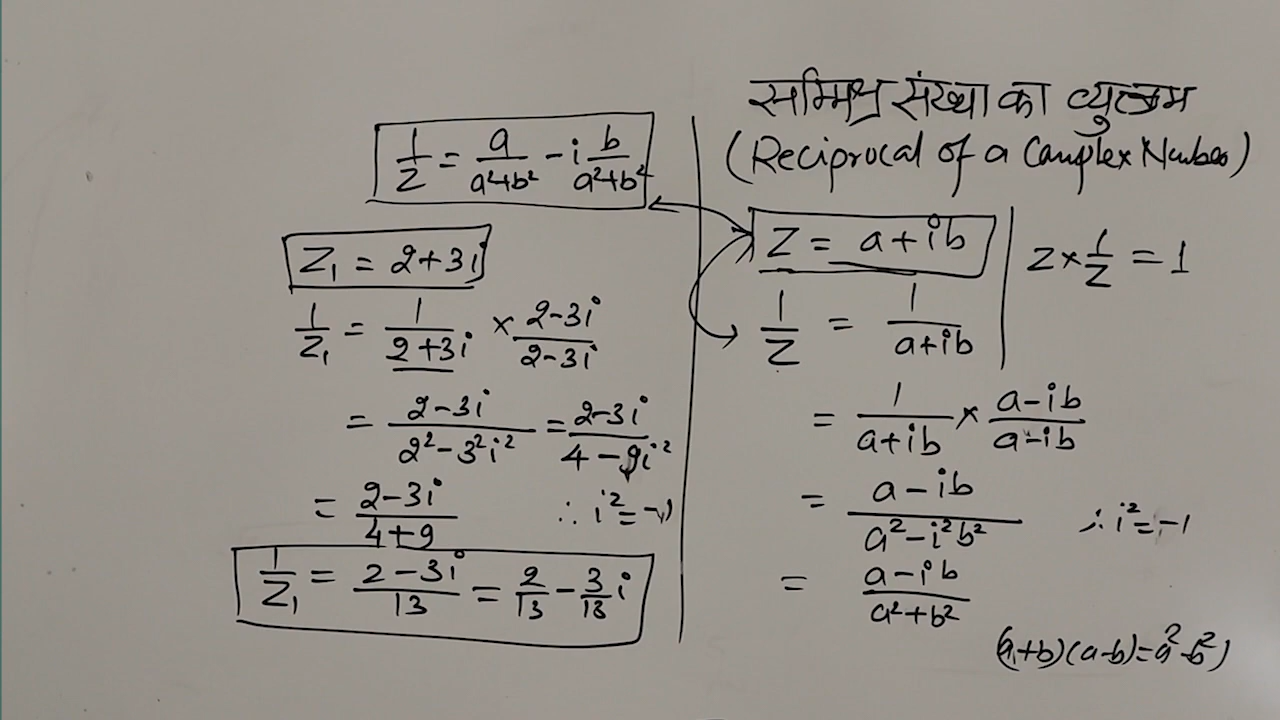 सम्मिश्र संख्या का व्युत्क्रम
(Reciprocal of a Complex Number)
Z = a+ib
z × 1/z = 1
1/Z = 1/(a+ib)
= 1/(a+ib) × (a-ib)/(a-ib)
= (a-ib)/(a²-i²b²) ∴ i²=-1
= (a-ib)/(a²+b²)
(a+b)(a-b)=a²-b²)
1/Z = a/(a²+b²) - i b/(a²+b²)
Z₁ = 2+3i
1/Z₁ = 1/(2+3i) × (2-3i)/(2-3i)
= (2-3i)/(2²-3²i²) = (2-3i)/(4-9i²)
= (2-3i)/(4+9) ∴ i²=-1
1/Z₁ = (2-3i)/13 = 2/13 - 3/13 i